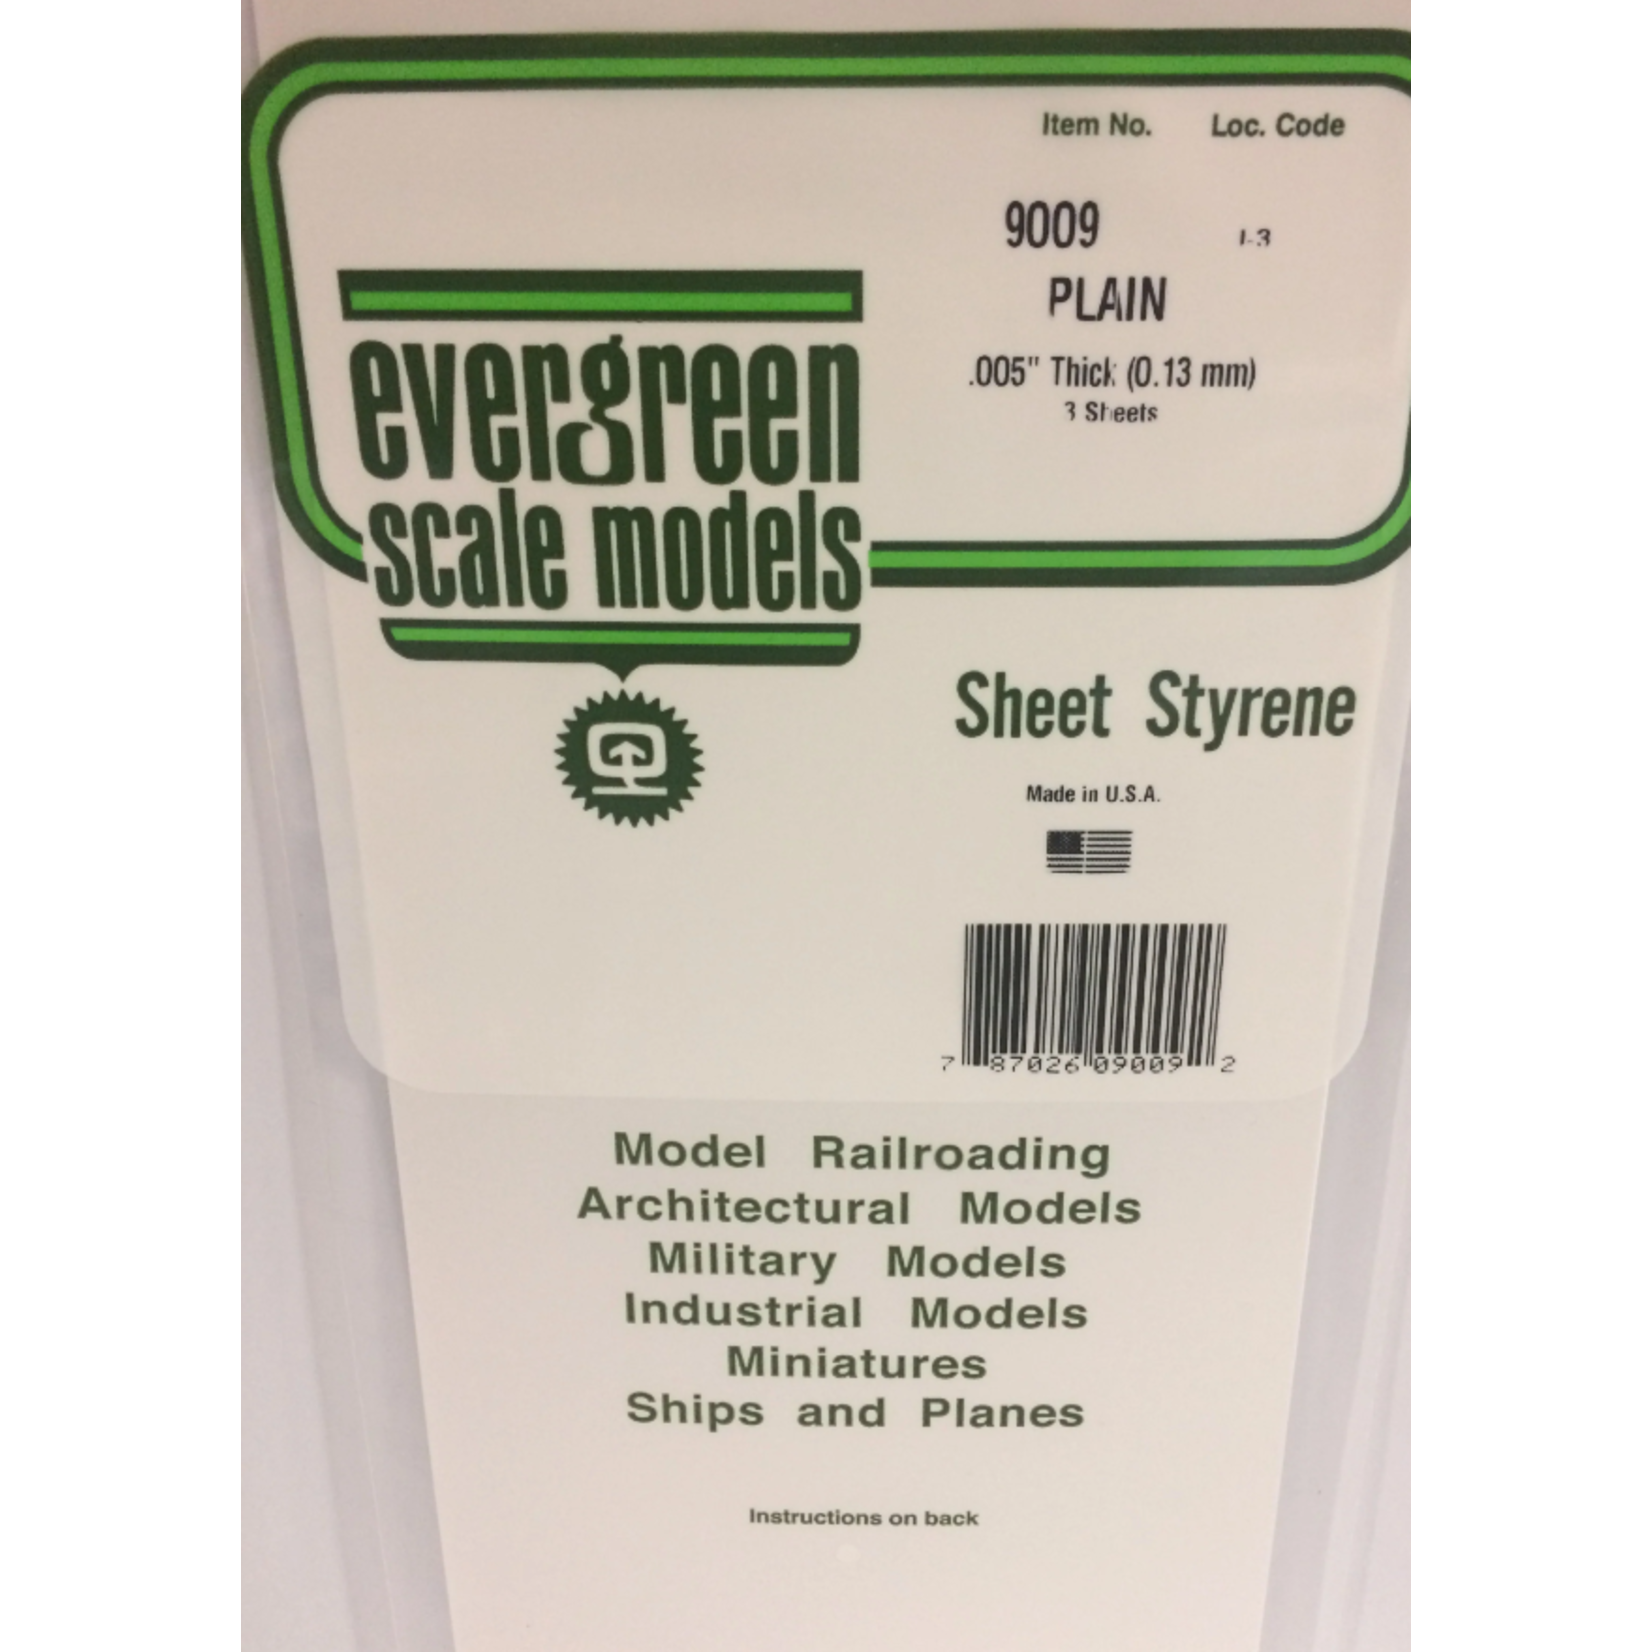 Item No. Loc. Code
9009
PLAIN
.005" Thick (0.13 mm)
3 Sheets
evergreen
scale models
Sheet Styrene
Made in U.S.A.
7 87026 09009 2
Model Railroading
Architectural Models
Military Models
Industrial Models
Miniatures
Ships and Planes
Instructions on back